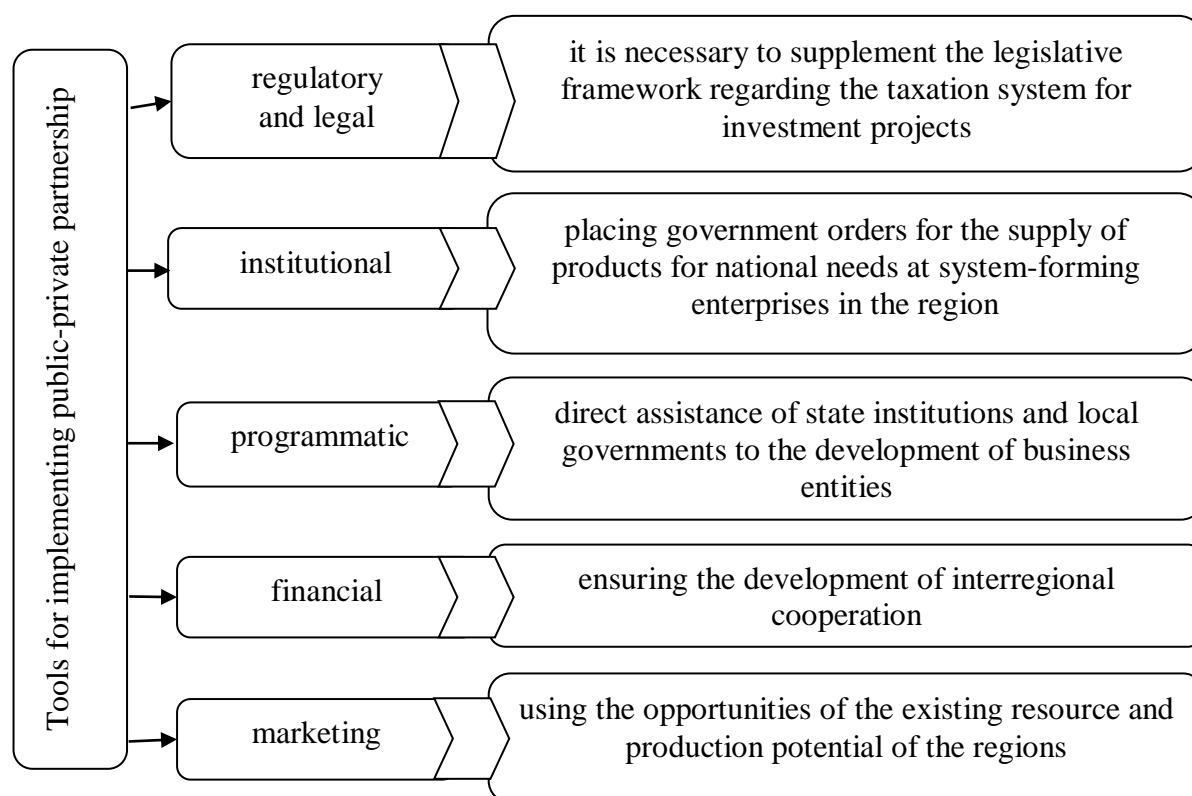 Tools for implementing public-private partnership
regulatory
and legal
it is necessary to supplement the legislative
framework regarding the taxation system for
investment projects
institutional
placing government orders for the supply of
products for national needs at system-forming
enterprises in the region
programmatic
direct assistance of state institutions and local
governments to the development of business
entities
financial
ensuring the development of interregional
cooperation
marketing
using the opportunities of the existing resource and
production potential of the regions